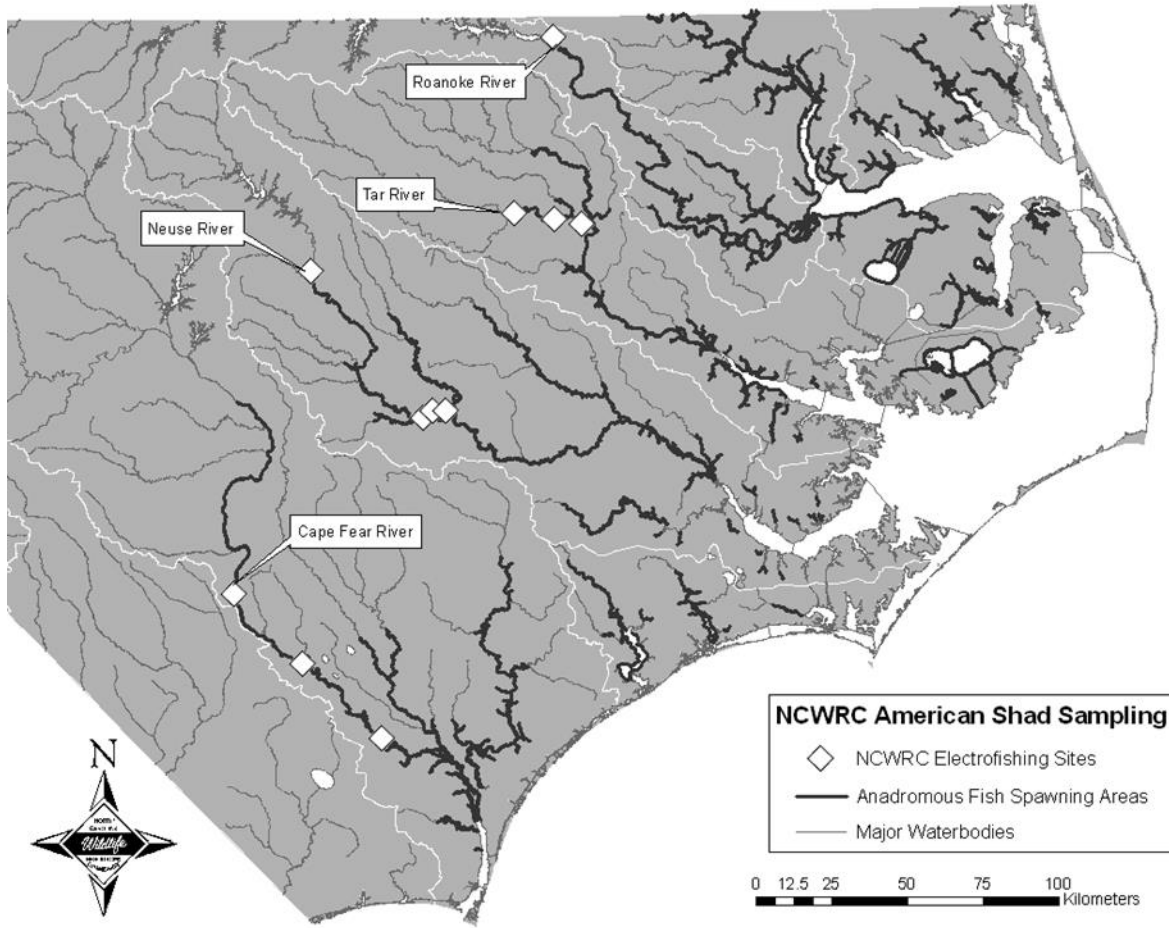 Roanoke River
Tar River
Neuse River
Cape Fear River
NCWRC American Shad Sampling
NCWRC Electrofishing Sites
Anadromous Fish Spawning Areas
Major Waterbodies
N
Wildlife
0 12.5 25 50 75 100
Kilometers